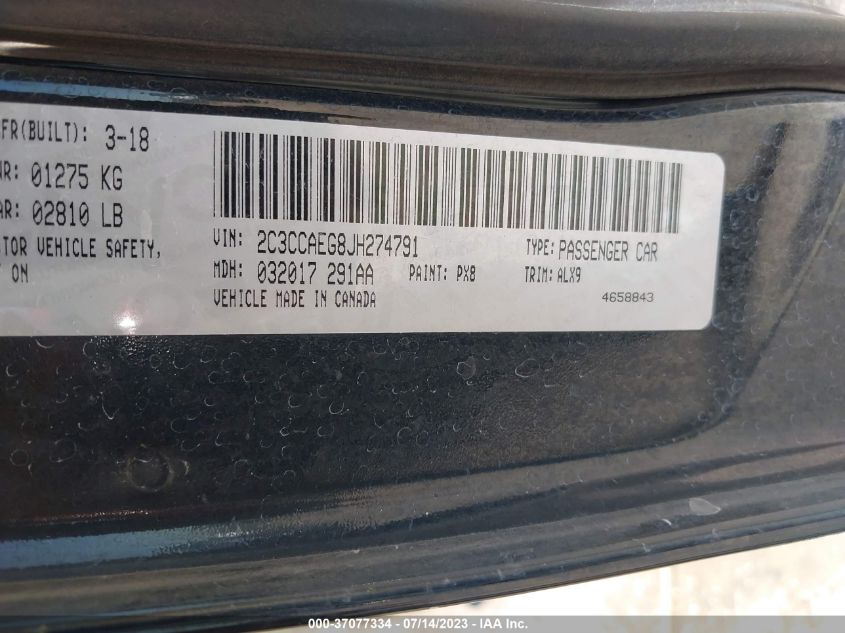 FR(BUILT): 3-18
WR: 01275 KG
AR: 02810 LB
TOR VEHICLE SAFETY,
T ON
VIN: 2C3CCAEG8JH274791
TYPE: PASSENGER CAR
MDH: 032017 291AA PAINT: PX8 TRIM: ALX9
VEHICLE MADE IN CANADA
4658843
000-37077334 / 07/14/2023 - IAA Inc.